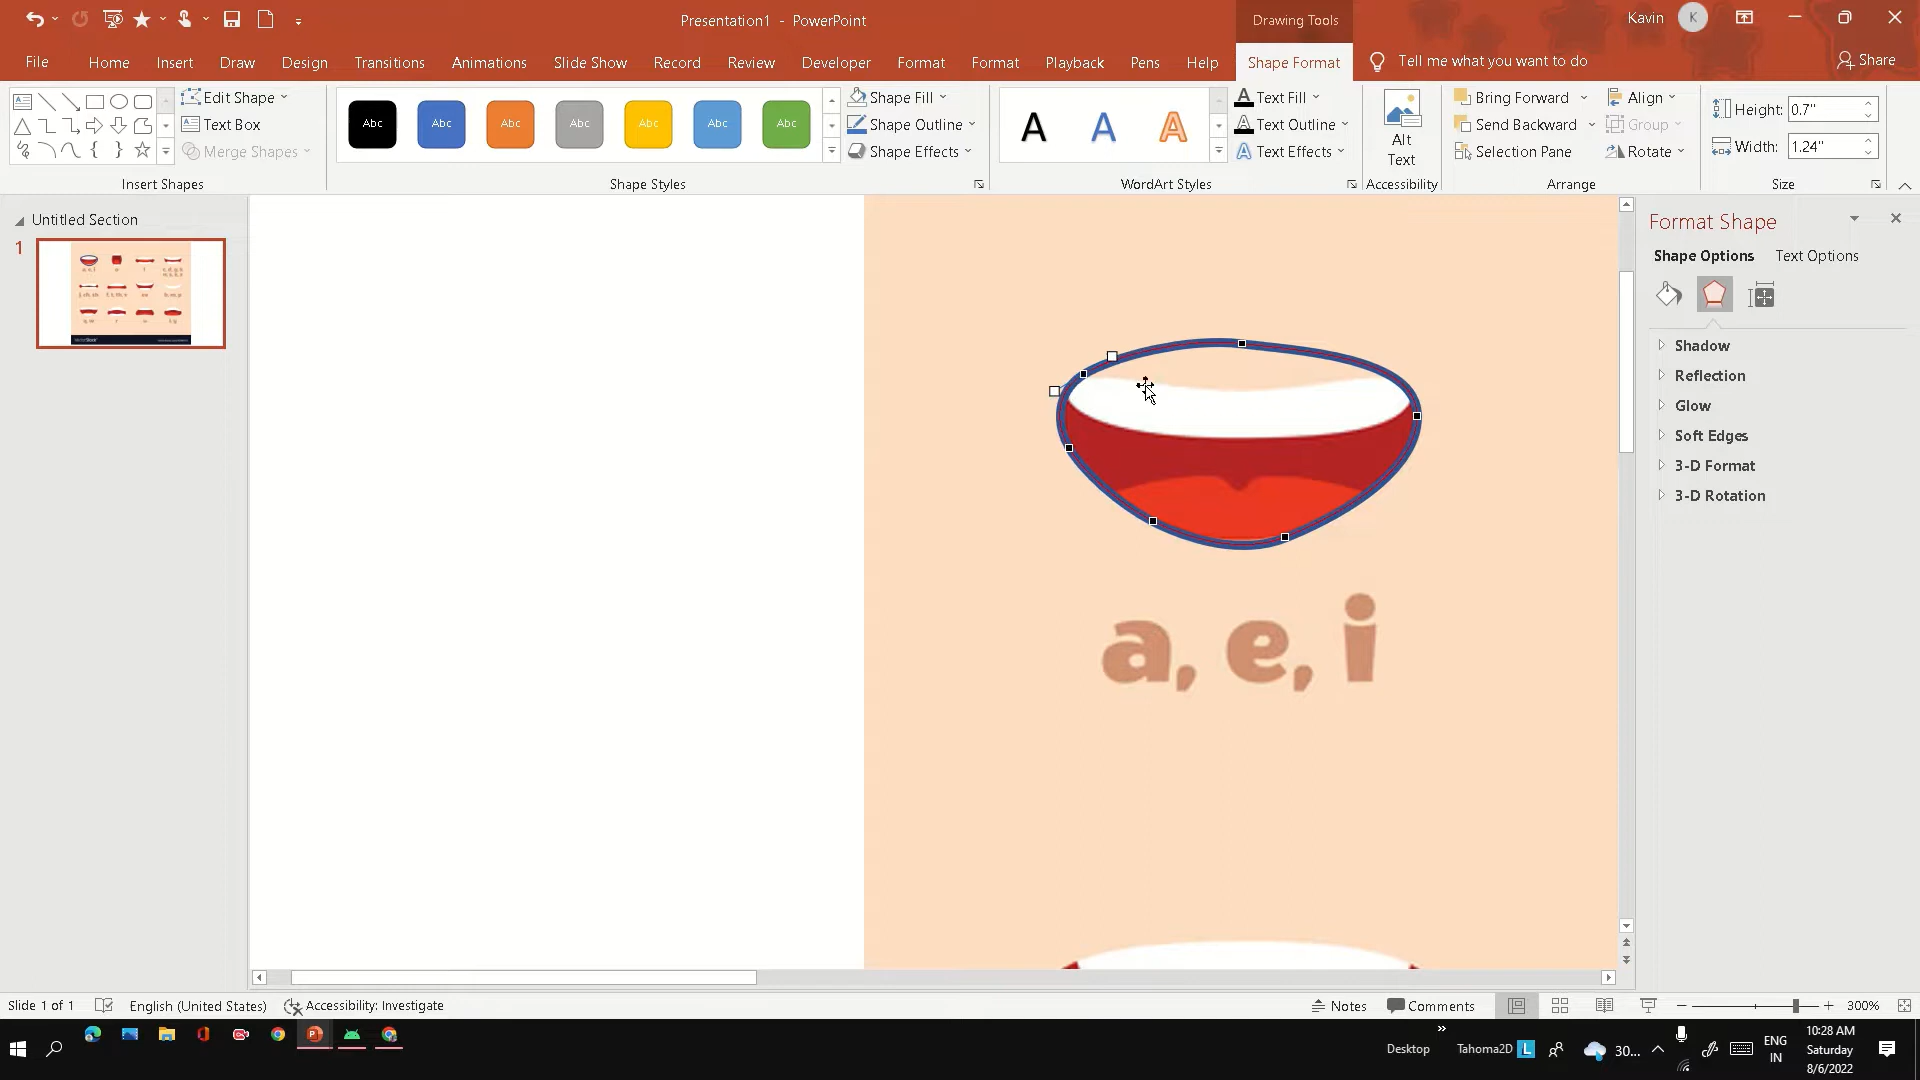 Presentation1 - PowerPoint
Drawing Tools
Kavin
K
File
Home
Insert
Draw
Design
Transitions
Animations
Slide Show
Record
Review
Developer
Format
Format
Playback
Pens
Help
Shape Format
Tell me what you want to do
Share
Edit Shape
Text Box
Merge Shapes
Insert Shapes
Abc
Abc
Abc
Abc
Abc
Abc
Abc
Shape Styles
Shape Fill
Shape Outline
Shape Effects
A
A
A
WordArt Styles
Text Fill
Text Outline
Text Effects
Alt
Text
Accessibility
Bring Forward
Send Backward
Selection Pane
Align
Group
Rotate
Arrange
Height: 0.7"
Width: 1.24"
Size
Untitled Section
1
a, e, i
Format Shape
Shape Options
Text Options
Shadow
Reflection
Glow
Soft Edges
3-D Format
3-D Rotation
Slide 1 of 1
English (United States)
Accessibility: Investigate
Notes
Comments
300%
Desktop
Tahoma2D
L
30...
ENG
IN
10:28 AM
Saturday
8/6/2022